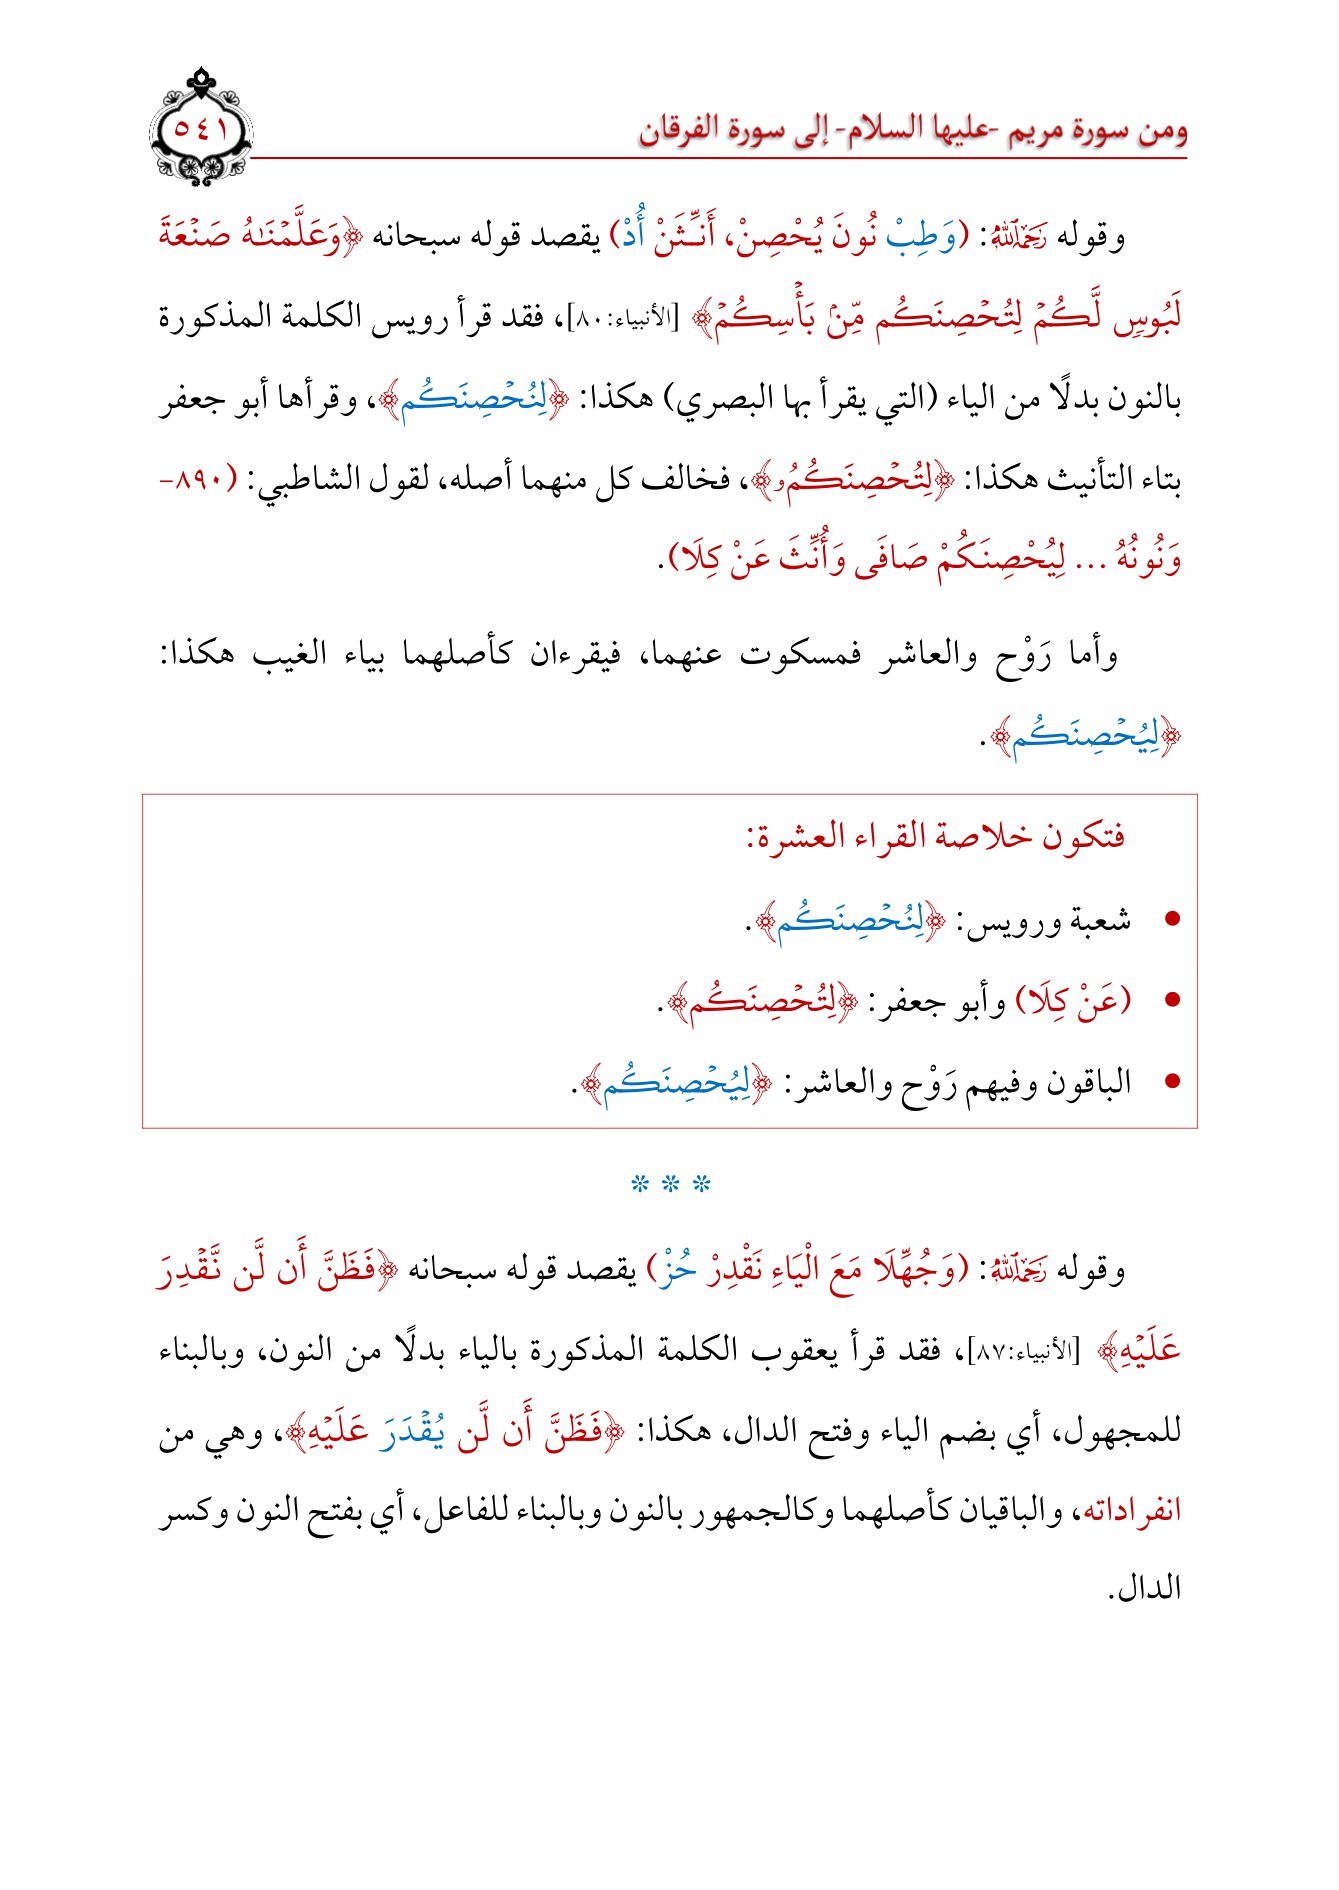 ومن سورة مريم -عليها السلام- إلى سورة الفرقان
٥٤١
وقوله رَحِمَهُ اللَّهُ: (وَطِبْ نُونَ يُحْصِنْ، أَنِّثَنْ أُدْ) يقصد قوله سبحانه ﴿وَعَلَّمۡنَٰهُ صَنۡعَةَ
لَبُوسٖ لَّكُمۡ لِتُحۡصِنَكُم مِّنۢ بَأۡسِكُمۡ﴾ [الأنبياء:٨٠]، فقد قرأ رويس الكلمة المذكورة
بالنون بدلًا من الياء (التي يقرأ بها البصري) هكذا: ﴿لِنُحۡصِنَكُم﴾، وقرأها أبو جعفر
بتاء التأنيث هكذا: ﴿لِتُحۡصِنَكُمُۥ﴾، فخالف كل منهما أصله، لقول الشاطبي: (٨٩٠-
وَنُونُهُ ... لِيُحْصِنَكُمْ صَافَى وَأُنِّثَ عَنْ كِلَا).
وأما رَوْح والعاشر فمسكوت عنهما، فيقرءان كأصلهما بياء الغيب هكذا:
﴿لِيُحۡصِنَكُم﴾.
فتكون خلاصة القراء العشرة:
• شعبة ورويس: ﴿لِنُحۡصِنَكُم﴾.
• (عَنْ كِلَا) وأبو جعفر: ﴿لِتُحۡصِنَكُم﴾.
• الباقون وفيهم رَوْح والعاشر: ﴿لِيُحۡصِنَكُم﴾.
* * *
وقوله رَحِمَهُ اللَّهُ: (وَجُهِّلَا مَعَ الْيَاءِ نَقْدِرْ حُزْ) يقصد قوله سبحانه ﴿فَظَنَّ أَن لَّن نَّقۡدِرَ
عَلَيۡهِ﴾ [الأنبياء:٨٧]، فقد قرأ يعقوب الكلمة المذكورة بالياء بدلًا من النون، وبالبناء
للمجهول، أي بضم الياء وفتح الدال، هكذا: ﴿فَظَنَّ أَن لَّن يُقۡدَرَ عَلَيۡهِ﴾، وهي من
انفراداته، والباقيان كأصلهما وكالجمهور بالنون وبالبناء للفاعل، أي بفتح النون وكسر
الدال.